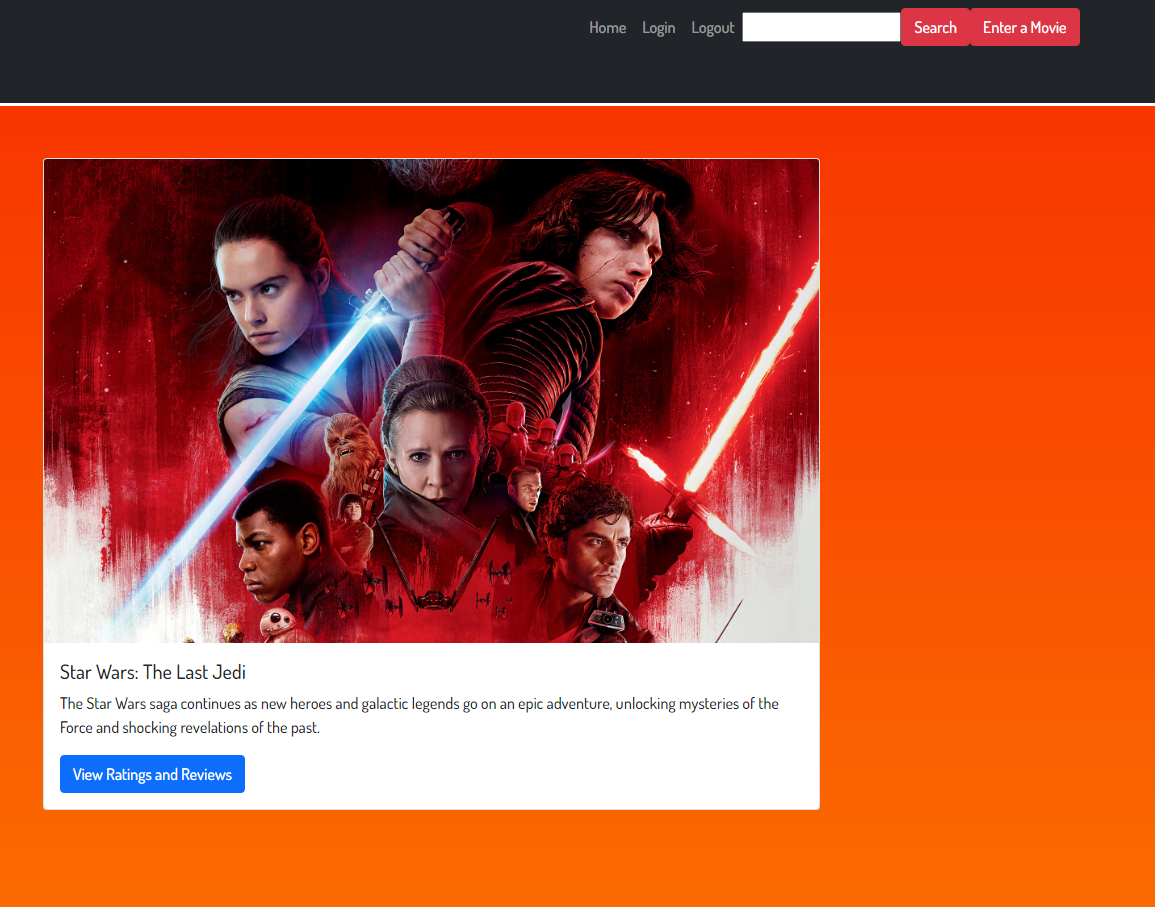 Home Login Logout Search Enter a Movie
Star Wars: The Last Jedi
The Star Wars saga continues as new heroes and galactic legends go on an epic adventure, unlocking mysteries of the
Force and shocking revelations of the past.
View Ratings and Reviews